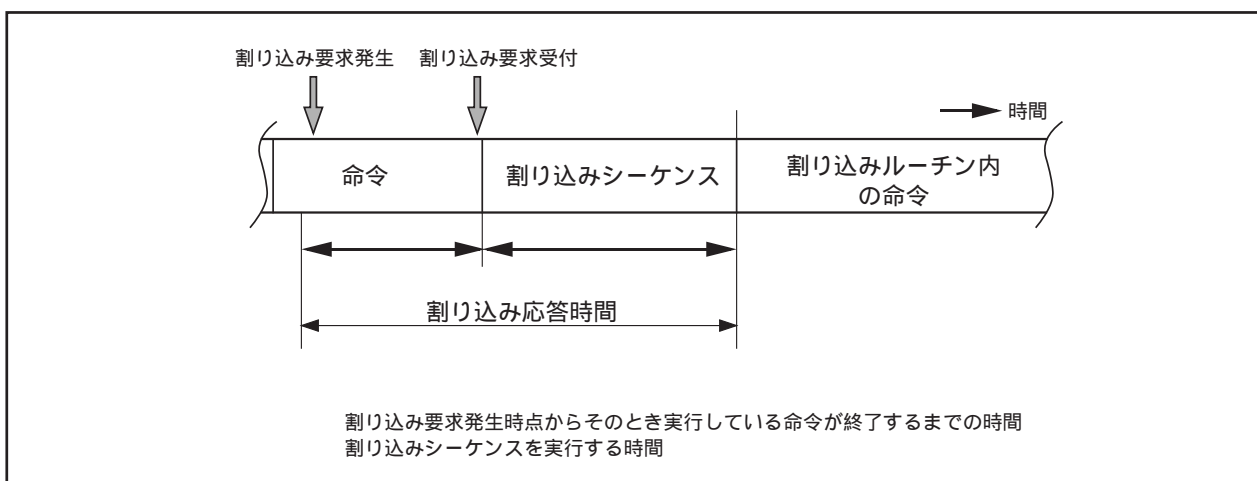 割り込み要求発生
割り込み要求受付
時間
命令
割り込みシーケンス
割り込みルーチン内
の命令
割り込み応答時間
割り込み要求発生時点からそのとき実行している命令が終了するまでの時間
割り込みシーケンスを実行する時間